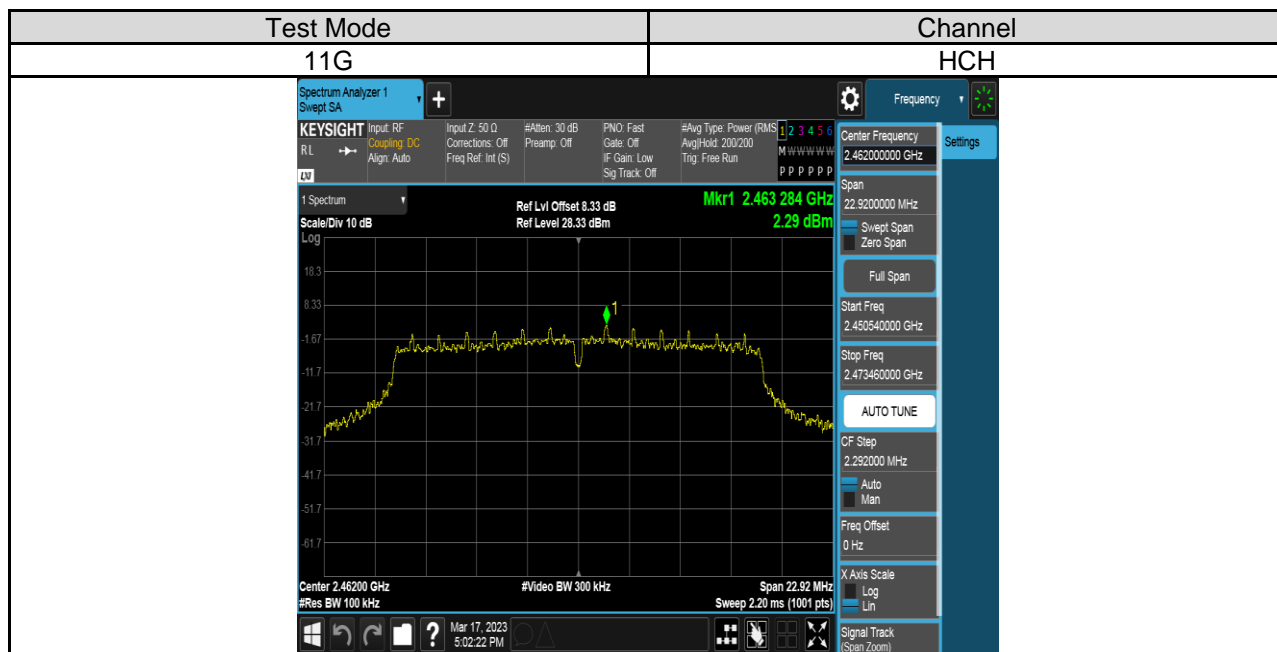 Test Mode Channel
11G HCH
Spectrum Analyzer 1
Swept SA
+
Frequency
KEYSIGHT
RL
LXI
Input: RF
Coupling: DC
Align: Auto
Input Z: 50 Ω
Corrections: Off
Freq Ref: Int (S)
#Atten: 30 dB
Preamp: Off
PNO: Fast
Gate: Off
IF Gain: Low
Sig Track: Off
#Avg Type: Power (RMS
Avg|Hold: 200/200
Trig: Free Run
1 2 3 4 5 6
M W W W W W
P P P P P P
1 Spectrum
Scale/Div 10 dB
Log
Ref Lvl Offset 8.33 dB
Ref Level 28.33 dBm
Mkr1 2.463 284 GHz
2.29 dBm
18.3
8.33
-1.67
-11.7
-21.7
-31.7
-41.7
-51.7
-61.7
1
Center 2.46200 GHz
#Res BW 100 kHz
#Video BW 300 kHz
Span 22.92 MHz
Sweep 2.20 ms (1001 pts)
Center Frequency
2.462000000 GHz
Settings
Span
22.9200000 MHz
Swept Span
Zero Span
Full Span
Start Freq
2.450540000 GHz
Stop Freq
2.473460000 GHz
AUTO TUNE
CF Step
2.292000 MHz
Auto
Man
Freq Offset
0 Hz
X Axis Scale
Log
Lin
Signal Track
(Span Zoom)
?
Mar 17, 2023
5:02:22 PM